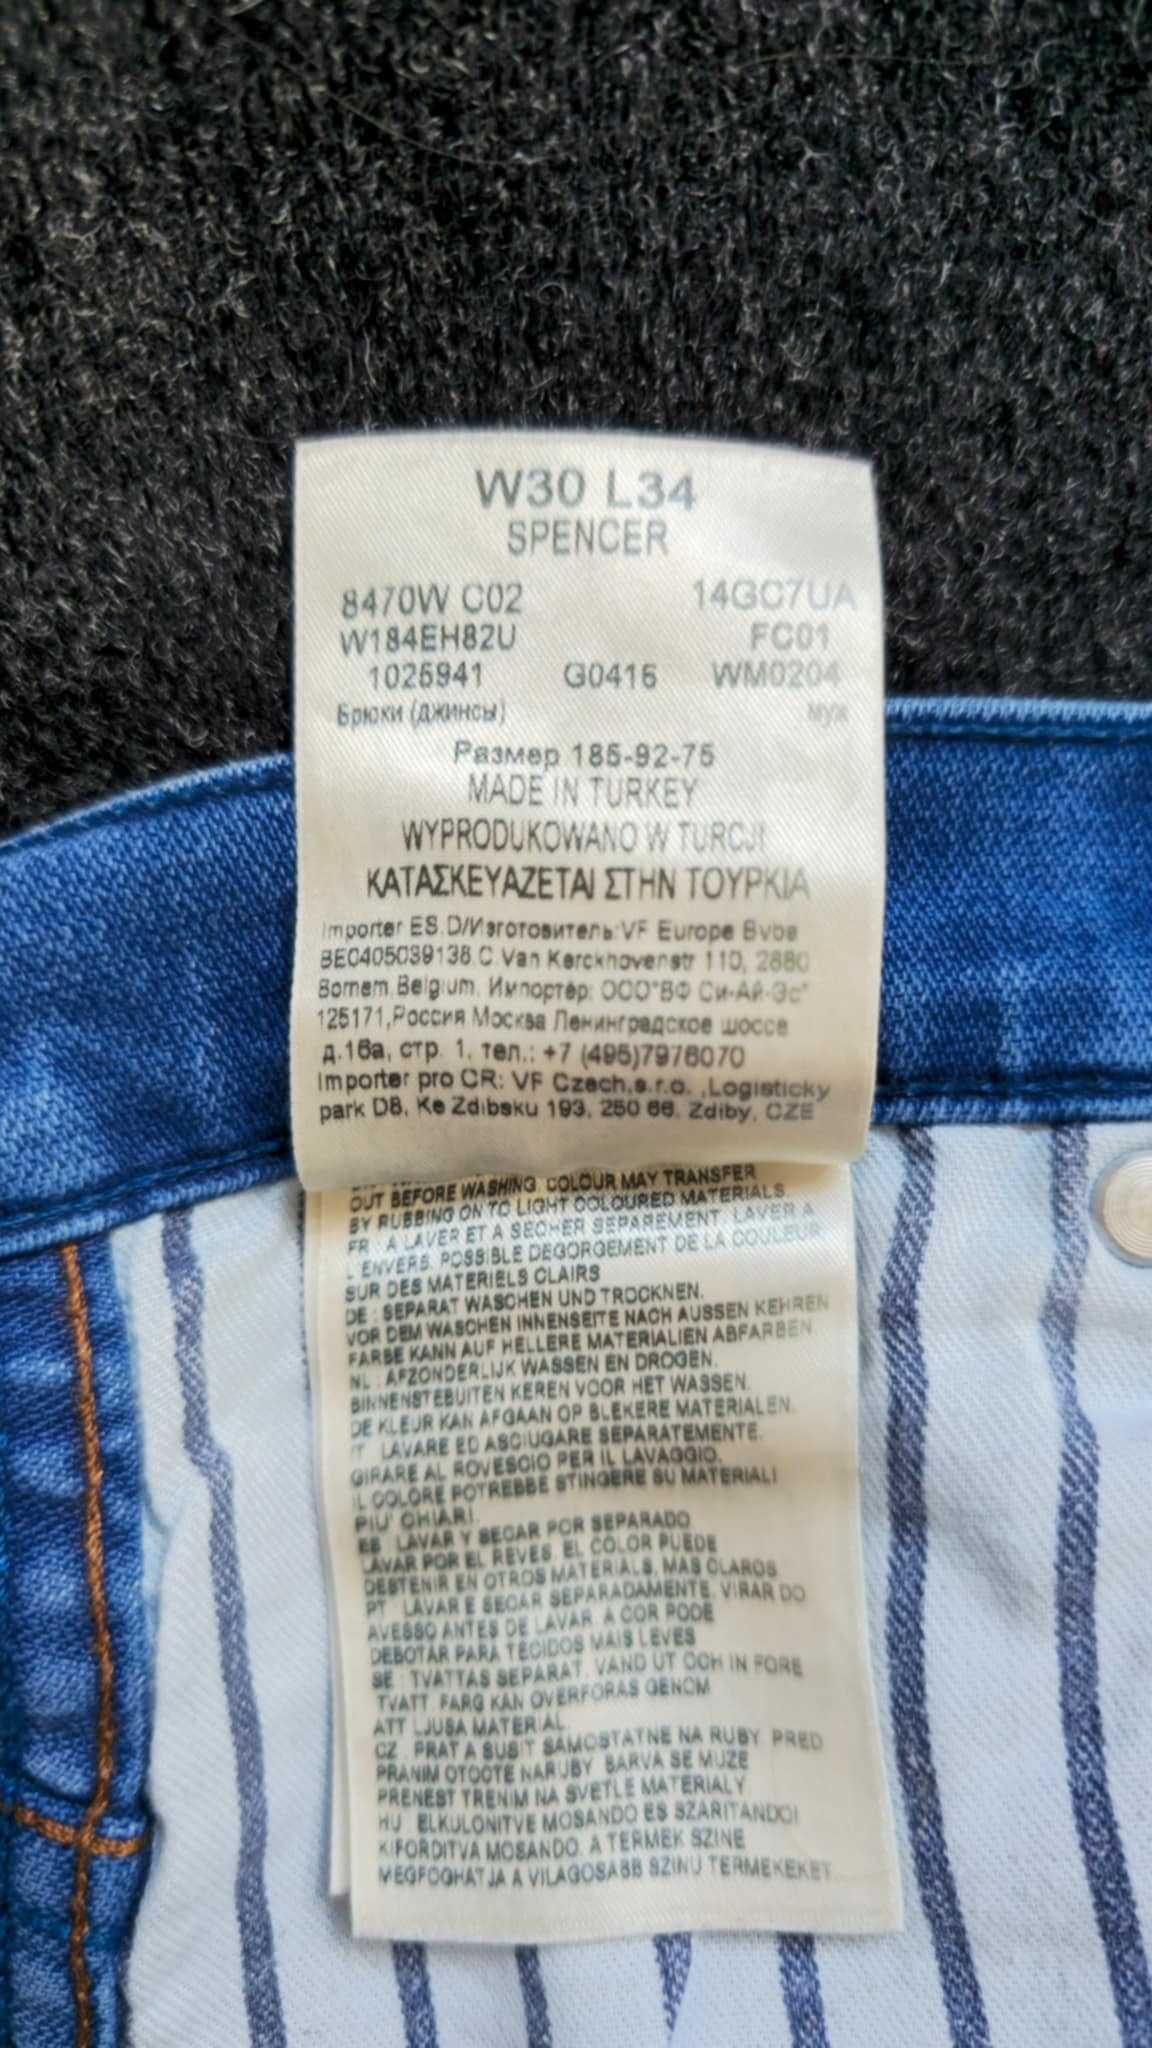 W30 L34
SPENCER
8470W C02 14GC7UA
W184EH82U FC01
1025941 G0416 WM0204
Брюки (джинсы) муж
Размер 185-92-75
MADE IN TURKEY
WYPRODUKOWANO W TURCJI
ΚΑΤΑΣΚΕΥΑΖΕΤΑΙ ΣΤΗΝ ΤΟΥΡΚΙΑ
Importer ES.D/Изготовитель:VF Europe Bvba
BE0405039138 C.Van Kerckhovenstr 110, 2880
Bornem,Belgium. Импортёр: ООО"ВФ Си-Ай-Эс"
125171,Россия Москва Ленинградское шоссе
д.16а, стр. 1, тел.: +7 (495)7976070
Importer pro CR: VF Czech,s.r.o. ,Logisticky
park D8, Ke Zdibsku 193, 250 66, Zdiby, CZE
OUT BEFORE WASHING. COLOUR MAY TRANSFER
BY RUBBING ON TO LIGHT COLOURED MATERIALS.
FR : A LAVER ET A SECHER SEPAREMENT, LAVER A
L'ENVERS. POSSIBLE DEGORGEMENT DE LA COULEUR
SUR DES MATERIELS CLAIRS
DE : SEPARAT WASCHEN UND TROCKNEN.
VOR DEM WASCHEN INNENSEITE NACH AUSSEN KEHREN
FARBE KANN AUF HELLERE MATERIALIEN ABFARBEN
NL : AFZONDERLIJK WASSEN EN DROGEN.
BINNENSTEBUITEN KEREN VOOR HET WASSEN.
DE KLEUR KAN AFGAAN OP BLEKERE MATERIALEN.
IT : LAVARE ED ASCIUGARE SEPARATEMENTE.
GIRARE AL ROVESCIO PER IL LAVAGGIO.
IL COLORE POTREBBE STINGERE SU MATERIALI
PIU' CHIARI.
ES : LAVAR Y SECAR POR SEPARADO
LAVAR POR EL REVES. EL COLOR PUEDE
DESTENIR EN OTROS MATERIALS, MAS CLAROS
PT : LAVAR E SECAR SEPARADAMENTE. VIRAR DO
AVESSO ANTES DE LAVAR. A COR PODE
DEBOTAR PARA TECIDOS MAIS LEVES
SE : TVATTAS SEPARAT, VAND UT OCH IN FORE
TVATT. FARG KAN OVERFORAS GENOM
ATT LJUSA MATERIAL.
CZ : PRAT A SUSIT SAMOSTATNE NA RUBY. PRED
PRANIM OTOCTE NARUBY. BARVA SE MUZE
PRENEST TRENIM NA SVETLE MATERIALY
HU : ELKULONITVE MOSANDO ES SZARITANDO!
KIFORDITVA MOSANDO. A TERMEK SZINE
MEGFOGHATJA A VILAGOSABB SZINU TERMEKEKET.